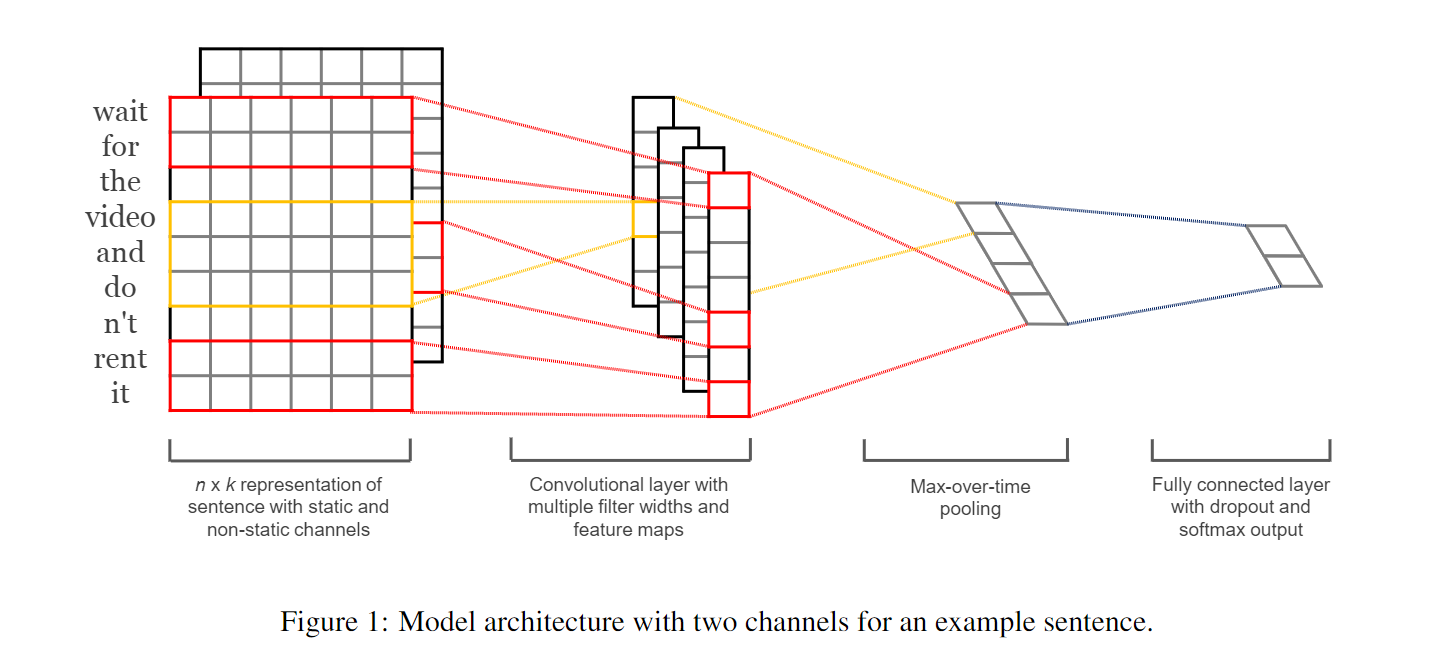 wait
for
the
video
and
do
n't
rent
it
n x k representation of
sentence with static and
non-static channels
Convolutional layer with
multiple filter widths and
feature maps
Max-over-time
pooling
Fully connected layer
with dropout and
softmax output
Figure 1: Model architecture with two channels for an example sentence.